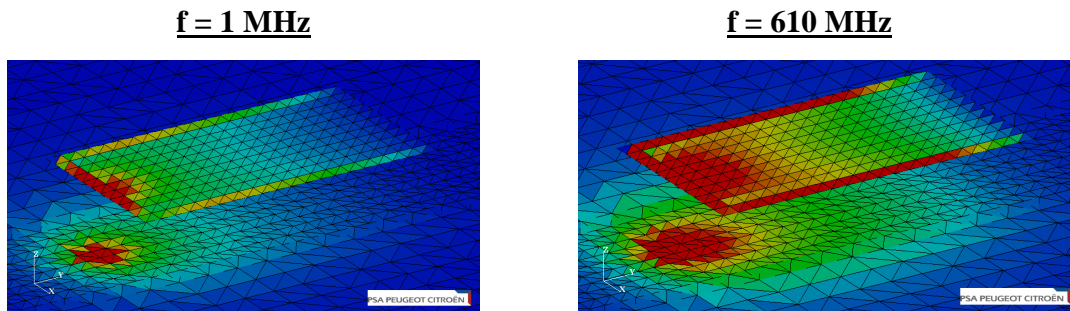 f = 1 MHz
f = 610 MHz
Z
Y
X
PSA PEUGEOT CITROËN
Z
Y
X
PSA PEUGEOT CITROËN